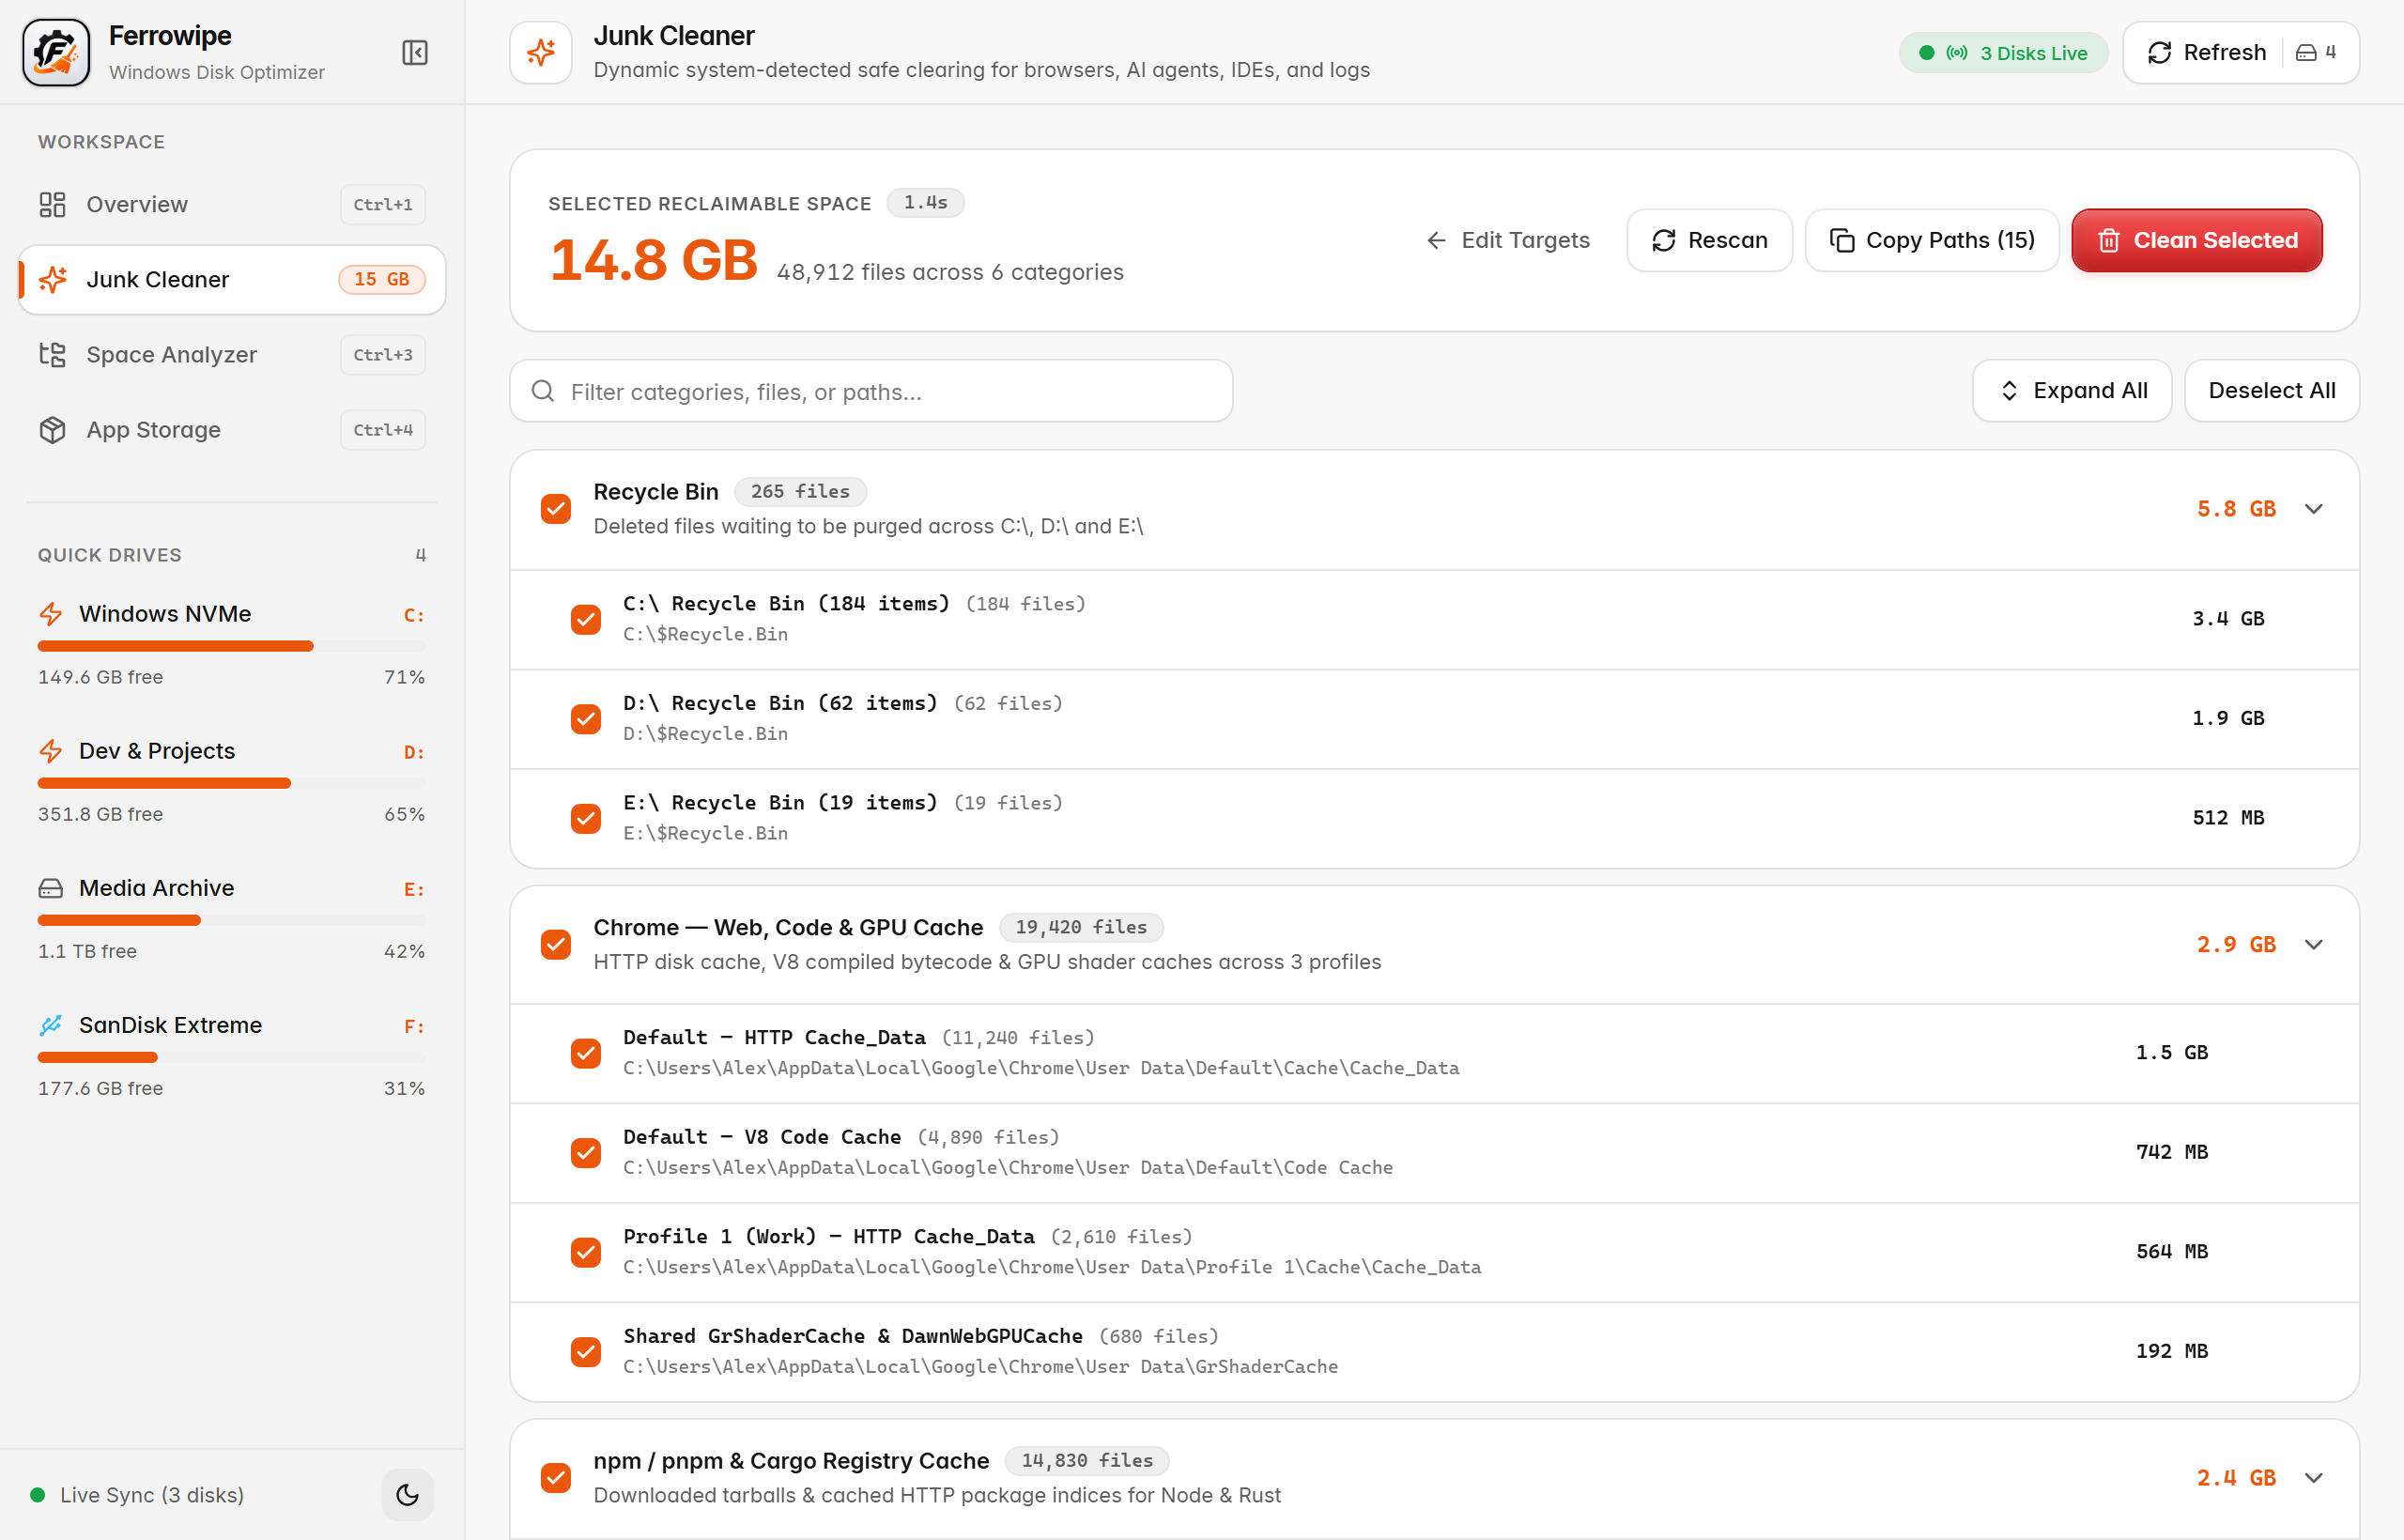 Ferrowipe
Windows Disk Optimizer
WORKSPACE
Overview Ctrl+1
Junk Cleaner 15 GB
Space Analyzer Ctrl+3
App Storage Ctrl+4
QUICK DRIVES 4
Windows NVMe C:
149.6 GB free 71%
Dev & Projects D:
351.8 GB free 65%
Media Archive E:
1.1 TB free 42%
SanDisk Extreme F:
177.6 GB free 31%
Live Sync (3 disks)
Junk Cleaner
Dynamic system-detected safe clearing for browsers, AI agents, IDEs, and logs
3 Disks Live
Refresh 4
SELECTED RECLAIMABLE SPACE 1.4s
14.8 GB 48,912 files across 6 categories
Edit Targets
Rescan
Copy Paths (15)
Clean Selected
Filter categories, files, or paths...
Expand All
Deselect All
Recycle Bin 265 files
Deleted files waiting to be purged across C:\, D:\ and E:\
5.8 GB
C:\ Recycle Bin (184 items) (184 files)
C:\$Recycle.Bin
3.4 GB
D:\ Recycle Bin (62 items) (62 files)
D:\$Recycle.Bin
1.9 GB
E:\ Recycle Bin (19 items) (19 files)
E:\$Recycle.Bin
512 MB
Chrome — Web, Code & GPU Cache 19,420 files
HTTP disk cache, V8 compiled bytecode & GPU shader caches across 3 profiles
2.9 GB
Default — HTTP Cache_Data (11,240 files)
C:\Users\Alex\AppData\Local\Google\Chrome\User Data\Default\Cache\Cache_Data
1.5 GB
Default — V8 Code Cache (4,890 files)
C:\Users\Alex\AppData\Local\Google\Chrome\User Data\Default\Code Cache
742 MB
Profile 1 (Work) — HTTP Cache_Data (2,610 files)
C:\Users\Alex\AppData\Local\Google\Chrome\User Data\Profile 1\Cache\Cache_Data
564 MB
Shared GrShaderCache & DawnWebGPUCache (680 files)
C:\Users\Alex\AppData\Local\Google\Chrome\User Data\GrShaderCache
192 MB
npm / pnpm & Cargo Registry Cache 14,830 files
Downloaded tarballs & cached HTTP package indices for Node & Rust
2.4 GB